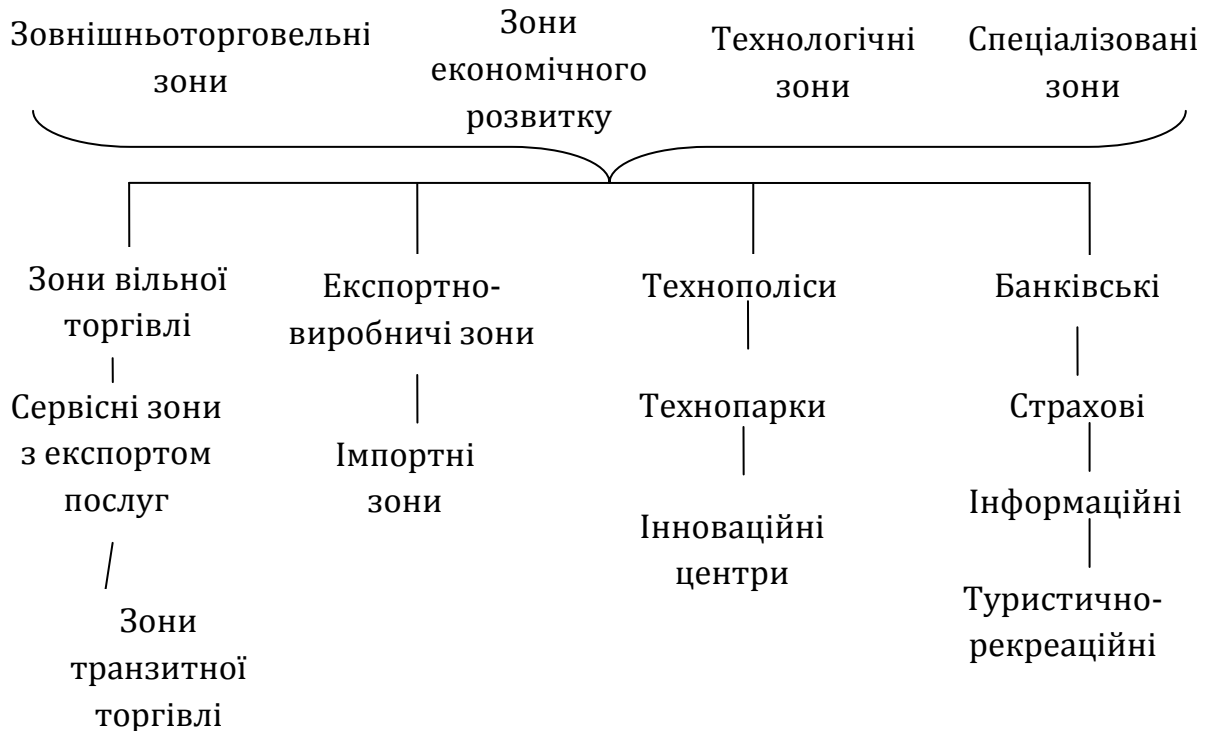 Зовнішньоторговельні
зони
Зони
економічного
розвитку
Технологічні
зони
Спеціалізовані
зони
Зони вільної
торгівлі
Сервісні зони
з експортом
послуг
Зони
транзитної
торгівлі
Експортно-
виробничі зони
Імпортні
зони
Технополіси
Технопарки
Інноваційні
центри
Банківські
Страхові
Інформаційні
Туристично-
рекреаційні